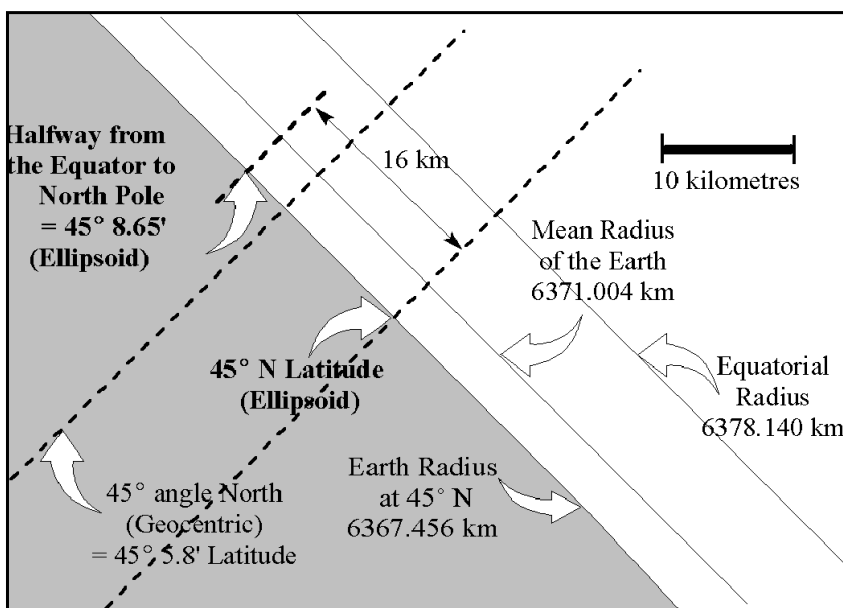 Halfway from
the Equator to
North Pole
= 45° 8.65'
(Ellipsoid)
16 km
10 kilometres
Mean Radius
of the Earth
6371.004 km
45° N Latitude
(Ellipsoid)
Equatorial
Radius
6378.140 km
45° angle North
(Geocentric)
= 45° 5.8' Latitude
Earth Radius
at 45° N
6367.456 km